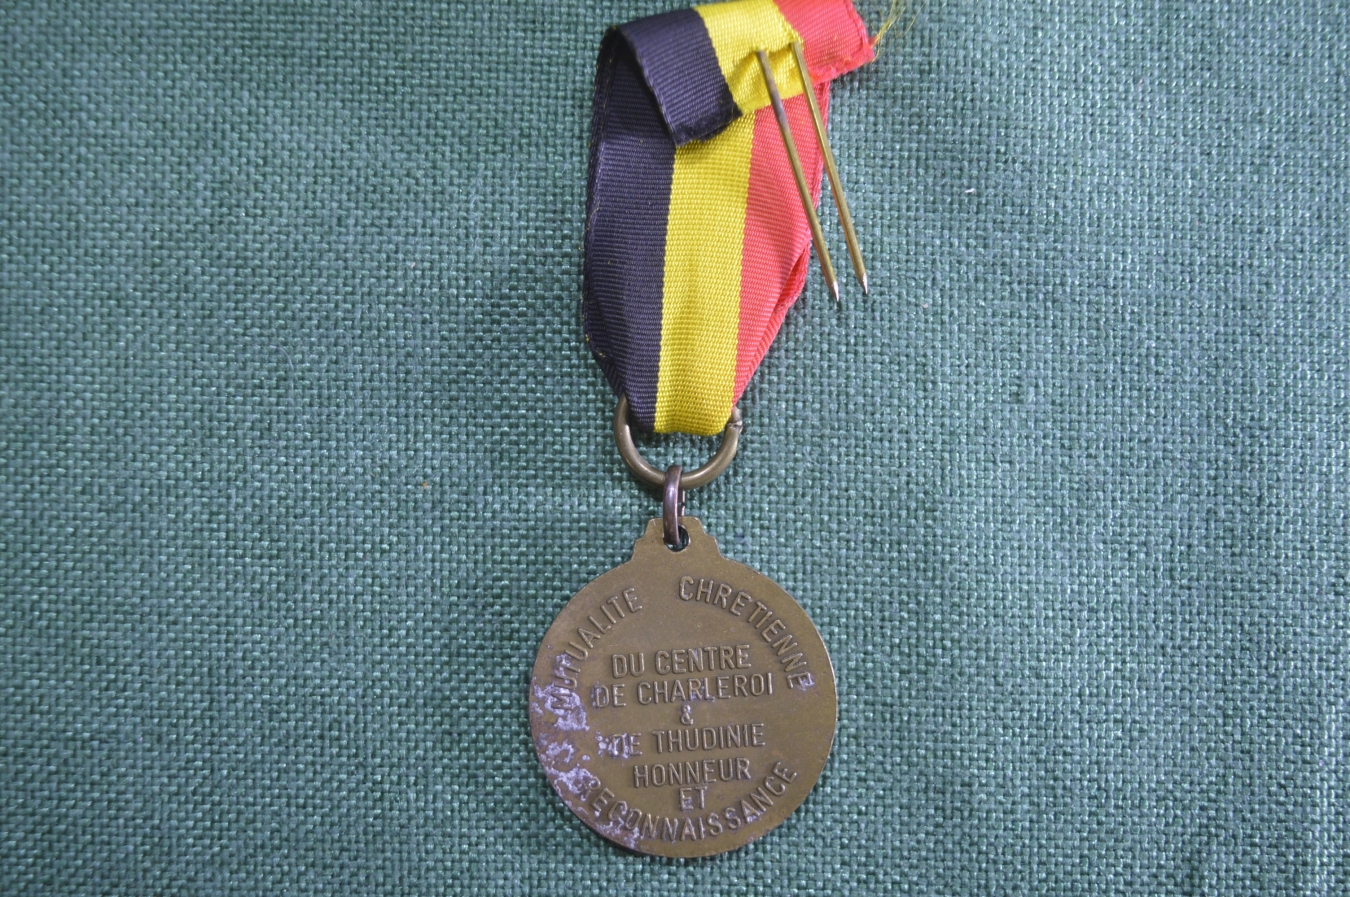 MUTUALITE CHRETIENNE
DU CENTRE
DE CHARLEROI
&
DE THUDINIE
HONNEUR
ET
RECONNAISSANCE